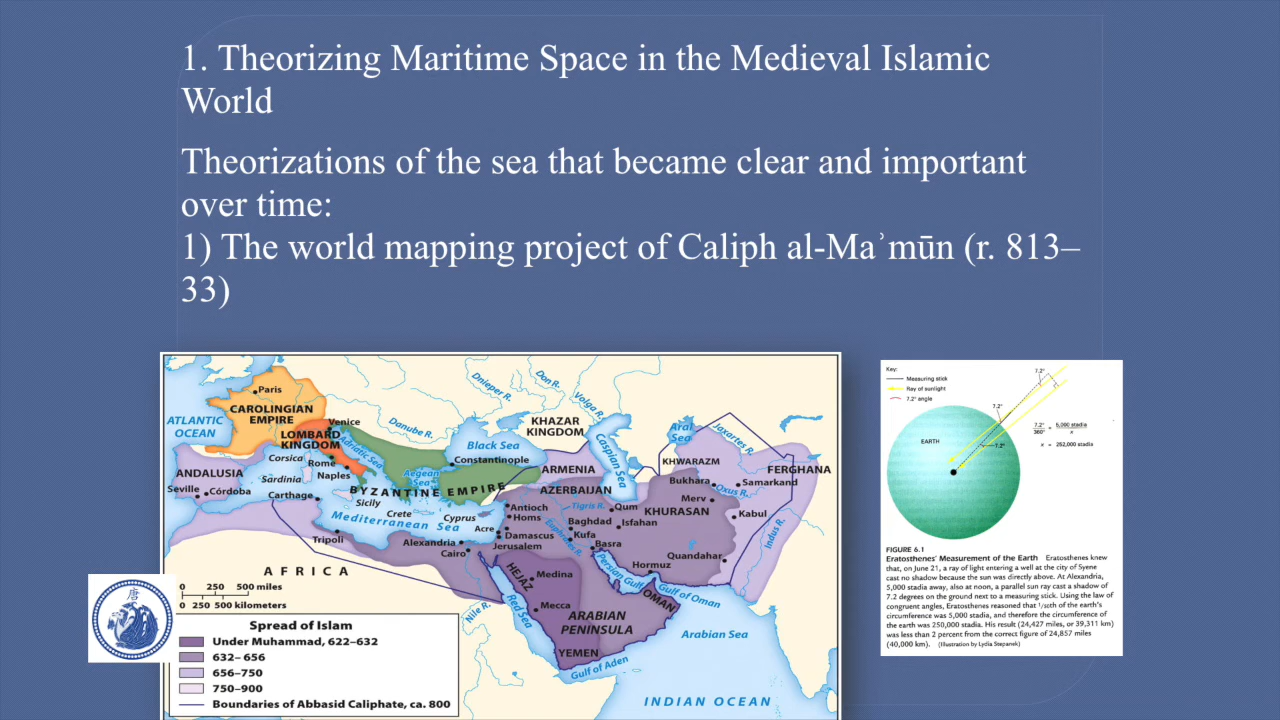 1. Theorizing Maritime Space in the Medieval Islamic
World
Theorizations of the sea that became clear and important
over time:
1) The world mapping project of Caliph al-Maʾmūn (r. 813–
33)
Paris
CAROLINGIAN
EMPIRE
ATLANTIC
OCEAN
Venice
LOMBARD
KINGDOM
Adriatic Sea
Corsica
Rome
Naples
Sardinia
ANDALUSIA
Seville
Córdoba
Carthage
Sicily
Crete
Mediterranean Sea
Tripoli
Danube R.
Dnieper R.
Don R.
Volga R.
KHAZAR
KINGDOM
Black Sea
Constantinople
Aegean
Sea
BYZANTINE EMPIRE
Cyprus
Acre
Antioch
Homs
Damascus
Jerusalem
Alexandria
Cairo
ARMENIA
AZERBAIJAN
Caspian Sea
Tigris R.
Euphrates R.
Qum
Baghdad
Isfahan
Kufa
Basra
Aral
Sea
Jaxartes R.
KHWARAZM
FERGHANA
Bukhara
Samarkand
Oxus R.
Merv
KHURASAN
Kabul
Indus R.
Quandahar
Hormuz
Persian Gulf
Gulf of Oman
OMAN
HEJAZ
Medina
Mecca
Red Sea
Nile R.
ARABIAN
PENINSULA
YEMEN
Gulf of Aden
Arabian Sea
INDIAN OCEAN
AFRICA
0 250 500 miles
0 250 500 kilometers
Spread of Islam
Under Muhammad, 622–632
632–656
656–750
750–900
Boundaries of Abbasid Caliphate, ca. 800
唐
Key:
Measuring stick
Ray of sunlight
7.2° angle
7.2°
7.2°
7.2°
EARTH
7.2°/360° = 5,000 stadia/x
x = 252,000 stadia
FIGURE 6.1
Eratosthenes' Measurement of the Earth Eratosthenes knew
that, on June 21, a ray of light entering a well at the city of Syene
cast no shadow because the sun was directly above. At Alexandria,
5,000 stadia away, also at noon, a parallel sun ray cast a shadow of
7.2 degrees on the ground next to a measuring stick. Using the law of
congruent angles, Eratosthenes reasoned that 1/50th of the earth's
circumference was 5,000 stadia, and therefore the circumference of
the earth was 250,000 stadia. His result (24,427 miles, or 39,311 km)
was less than 2 percent from the correct figure of 24,857 miles
(40,000 km). (Illustration by Lydia Stepanek)